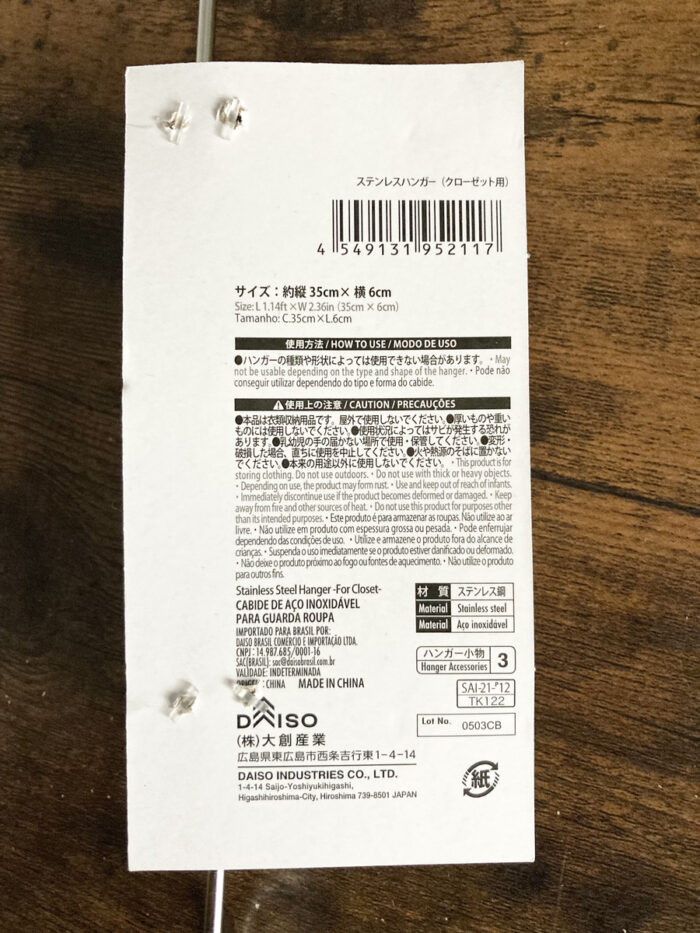 ステンレスハンガー（クローゼット用）
4 549131 952117
サイズ：約縦 35cm× 横 6cm
Size: L 1.14ft × W 2.36in (35cm × 6cm)
Tamanho: C.35cm×L.6cm
使用方法 / HOW TO USE / MODO DE USO
●ハンガーの種類や形状によっては使用できない場合があります。・May
not be usable depending on the type and shape of the hanger. ・Pode não
conseguir utilizar dependendo do tipo e forma do cabide.
⚠使用上の注意 / CAUTION / PRECAUÇÕES
●本品は衣類収納用品です。屋外で使用しないでください。●厚いものや重い
ものには使用しないでください。●使用状況によってはサビが発生する恐れが
あります。●乳幼児の手の届かない場所で使用・保管してください。●変形・
破損した場合、直ちに使用を中止してください。●火や熱源のそばに置かない
でください。●本来の用途以外に使用しないでください。・This product is for
storing clothing. Do not use outdoors. ・Do not use with thick or heavy objects.
・Depending on use, the product may form rust. ・Use and keep out of reach of infants.
・Immediately discontinue use if the product becomes deformed or damaged. ・Keep
away from fire and other sources of heat. ・Do not use this product for purposes other
than its intended purposes. ・Este produto é para armazenar as roupas. Não utilize ao ar
livre. ・Não utilize em produto com espessura grossa ou pesada. ・Pode enferrujar
dependendo das condições de uso. ・Utilize e armazene o produto fora do alcance de
crianças. ・Suspenda o uso imediatamente se o produto estiver danificado ou deformado.
・Não deixe o produto próximo ao fogo ou fontes de aquecimento. ・Não utilize o produto
para outros fins.
Stainless Steel Hanger -For Closet-
CABIDE DE AÇO INOXIDÁVEL
PARA GUARDA ROUPA
IMPORTADO PARA BRASIL POR:
DAISO BRASIL COMÉRCIO E IMPORTAÇÃO LTDA.
CNPJ: 14.987.685/0001-16
SAC(BRASIL): sac@daisobrasil.com.br
VALIDADE: INDETERMINADA
: CHINA MADE IN CHINA
材 質 ステンレス鋼
Material Stainless steel
Material Aço inoxidável
ハンガー小物
Hanger Accessories 3
SAI-21-P12
TK122
Lot No. 0503CB
DAISO
(株)大創産業
広島県東広島市西条吉行東1-4-14
DAISO INDUSTRIES CO., LTD.
1-4-14 Saijo-Yoshiyukihigashi,
Higashihiroshima-City, Hiroshima 739-8501 JAPAN
紙